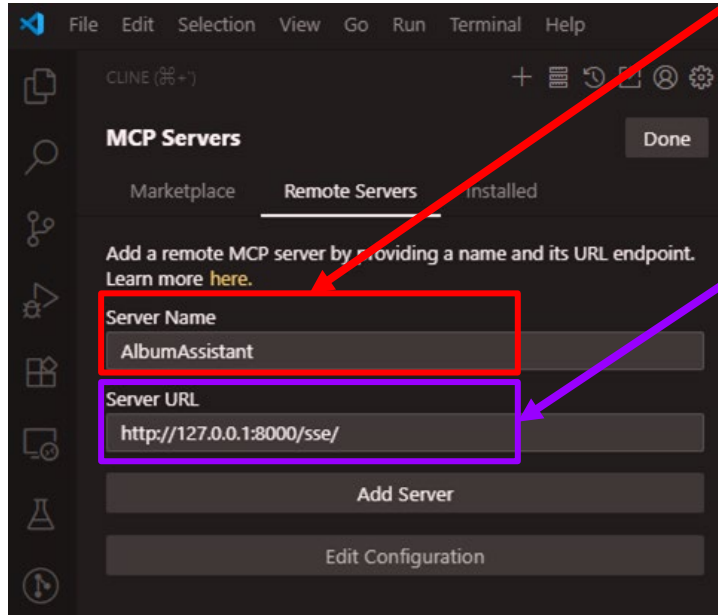 File Edit Selection View Go Run Terminal Help
CLINE (⌘+')
MCP Servers
Done
Marketplace Remote Servers Installed
Add a remote MCP server by providing a name and its URL endpoint.
Learn more here.
Server Name
AlbumAssistant
Server URL
http://127.0.0.1:8000/sse/
Add Server
Edit Configuration